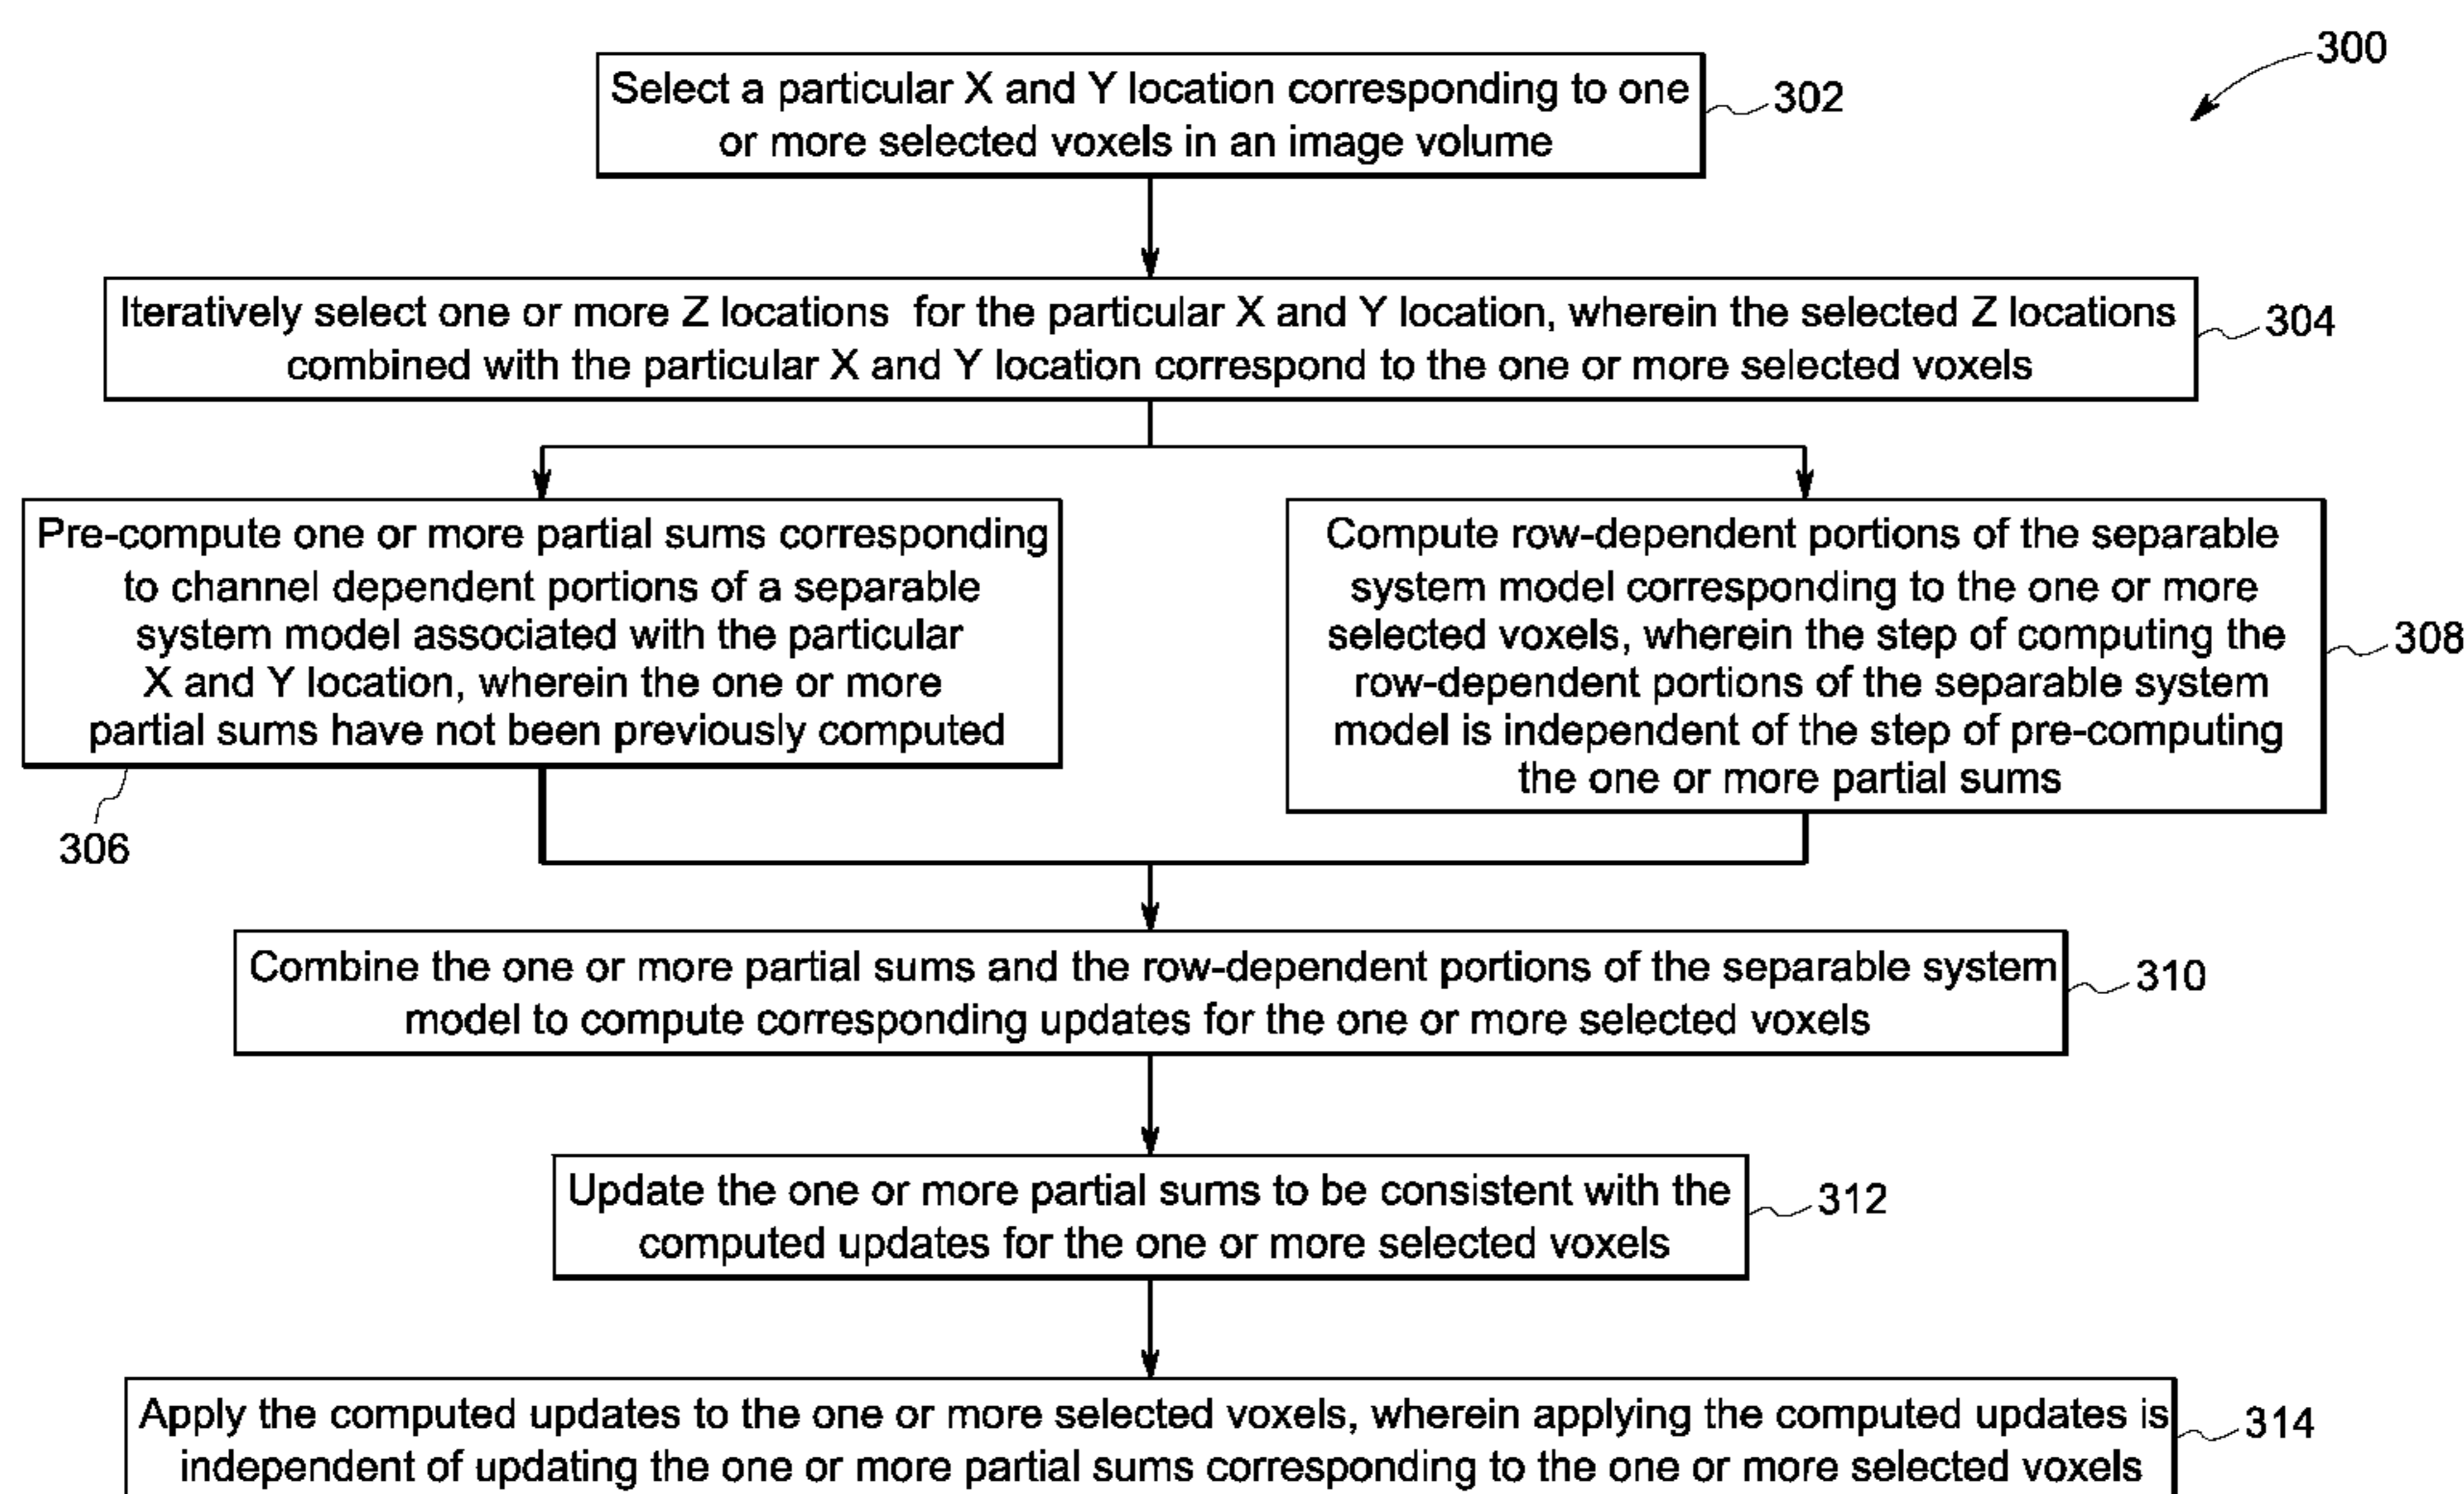 300
Select a particular X and Y location corresponding to one
or more selected voxels in an image volume
302
Iteratively select one or more Z locations for the particular X and Y location, wherein the selected Z locations
combined with the particular X and Y location correspond to the one or more selected voxels
304
Pre-compute one or more partial sums corresponding
to channel dependent portions of a separable
system model associated with the particular
X and Y location, wherein the one or more
partial sums have not been previously computed
306
Compute row-dependent portions of the separable
system model corresponding to the one or more
selected voxels, wherein the step of computing the
row-dependent portions of the separable system
model is independent of the step of pre-computing
the one or more partial sums
308
Combine the one or more partial sums and the row-dependent portions of the separable system
model to compute corresponding updates for the one or more selected voxels
310
Update the one or more partial sums to be consistent with the
computed updates for the one or more selected voxels
312
Apply the computed updates to the one or more selected voxels, wherein applying the computed updates is
independent of updating the one or more partial sums corresponding to the one or more selected voxels
314